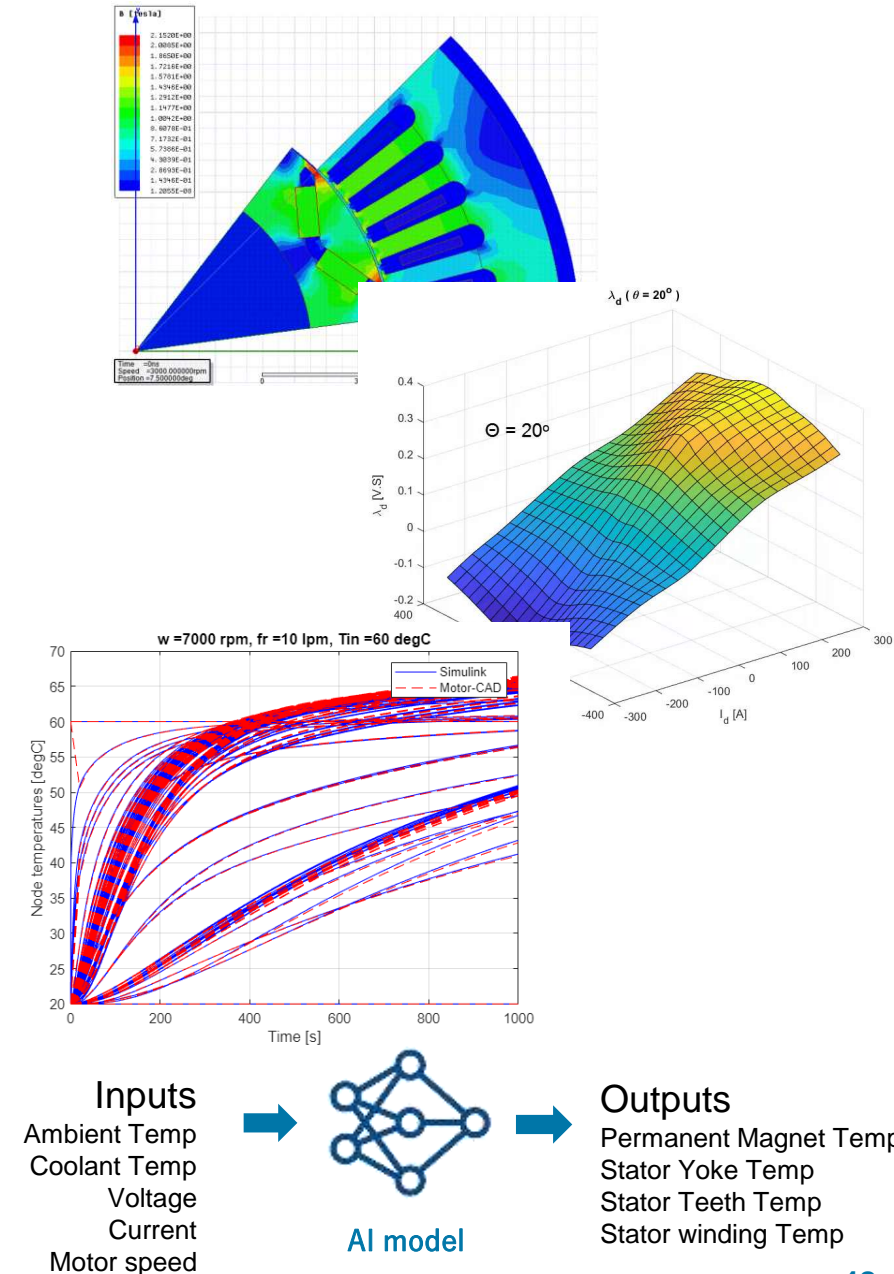 B [tesla]
2.1520E+00
2.0085E+00
1.8650E+00
1.7216E+00
1.5781E+00
1.4346E+00
1.2912E+00
1.1477E+00
1.0042E+00
8.6078E-01
7.1732E-01
5.7386E-01
4.3039E-01
2.8693E-01
1.4346E-01
1.2055E-08
Time =0ns
Speed =3000.000000rpm
Position =7.500000deg
0
λd ( θ = 20° )
Θ = 20o
λd [V.S]
0.4
0.3
0.2
0.1
0
-0.1
-0.2
400
-400
-300
-200
-100
0
100
200
300
Id [A]
w =7000 rpm, fr =10 lpm, Tin =60 degC
Simulink
Motor-CAD
Node temperatures [degC]
70
65
60
55
50
45
40
35
30
25
20
0 200 400 600 800 1000
Time [s]
Inputs
Ambient Temp
Coolant Temp
Voltage
Current
Motor speed
AI model
Outputs
Permanent Magnet Temp
Stator Yoke Temp
Stator Teeth Temp
Stator winding Temp